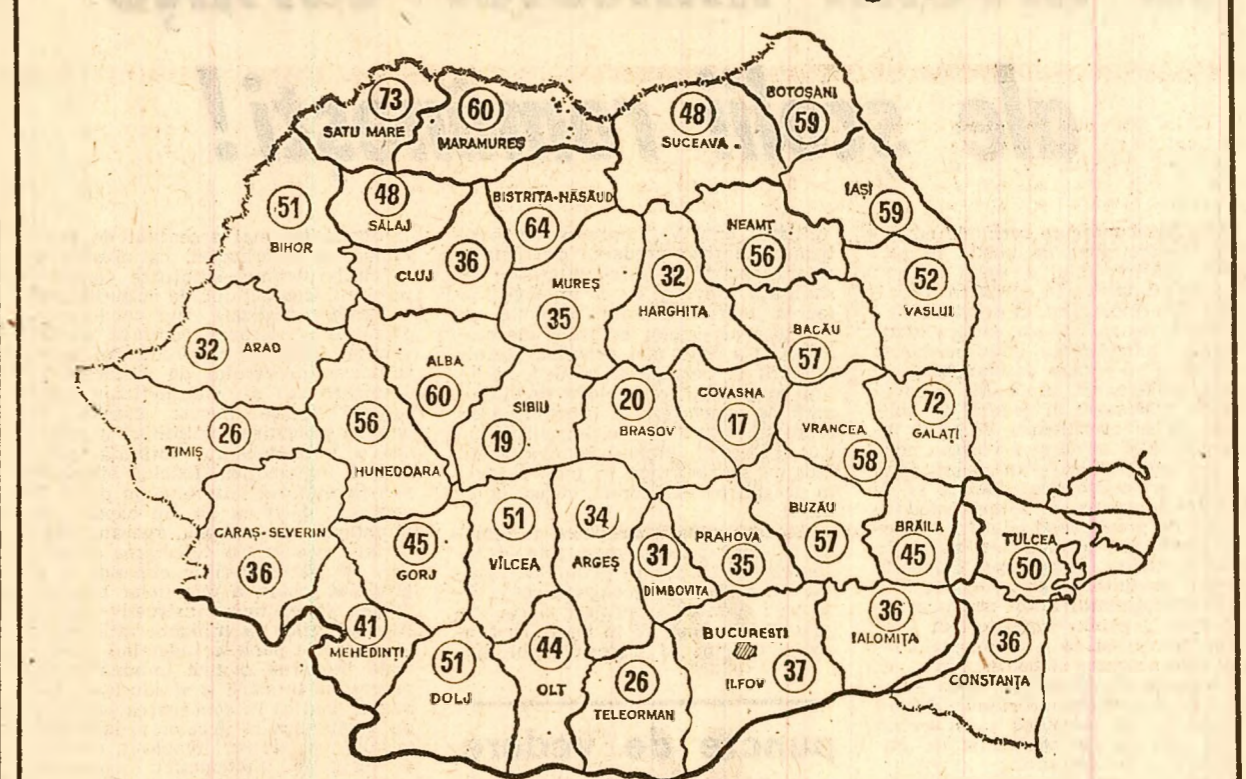 73
SATU MARE
60
MARAMUREȘ
48
SUCEAVA
BOTOȘANI
59
51
BIHOR
48
SĂLAJ
BISTRIȚA-NĂSĂUD
64
IAȘI
59
CLUJ
36
MUREȘ
35
32
HARGHITA
NEAMȚ
56
52
VASLUI
32
ARAD
ALBA
60
BACĂU
57
26
TIMIȘ
56
HUNEDOARA
SIBIU
19
20
BRASOV
COVASNA
17
VRANCEA
58
72
GALAȚI
CARAȘ-SEVERIN
36
45
GORJ
51
VÎLCEA
34
ARGEȘ
31
DÎMBOVIȚA
PRAHOVA
35
BUZĂU
57
BRĂILA
45
TULCEA
50
41
MEHEDINȚI
51
DOLJ
44
OLT
26
TELEORMAN
BUCUREȘTI
ILFOV
37
36
IALOMIȚA
36
CONSTANȚA